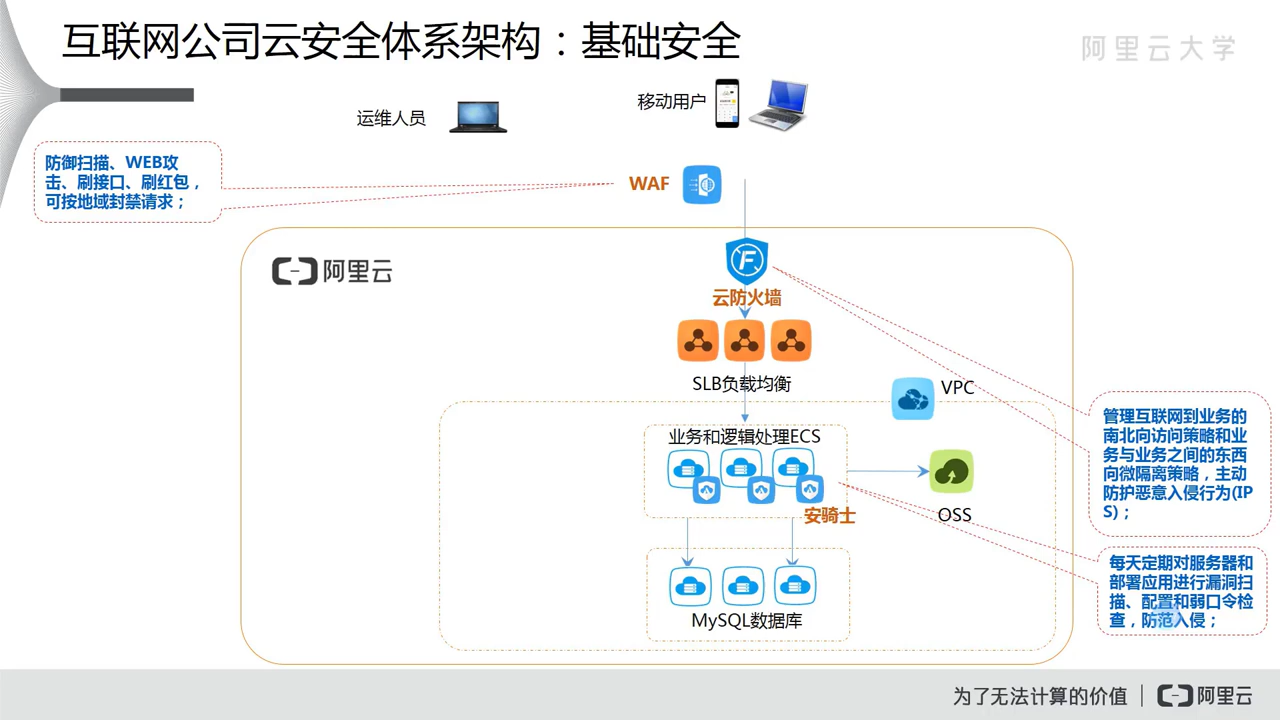 互联网公司云安全体系架构：基础安全
阿里云大学
运维人员
移动用户
防御扫描、WEB攻
击、刷接口、刷红包，
可按地域封禁请求；
WAF
阿里云
云防火墙
SLB负载均衡
VPC
业务和逻辑处理ECS
安骑士
OSS
MySQL数据库
管理互联网到业务的
南北向访问策略和业
务与业务之间的东西
向微隔离策略，主动
防护恶意入侵行为(IP
S)；
每天定期对服务器和
部署应用进行漏洞扫
描、配置和弱口令检
查，防范入侵；
为了无法计算的价值
阿里云